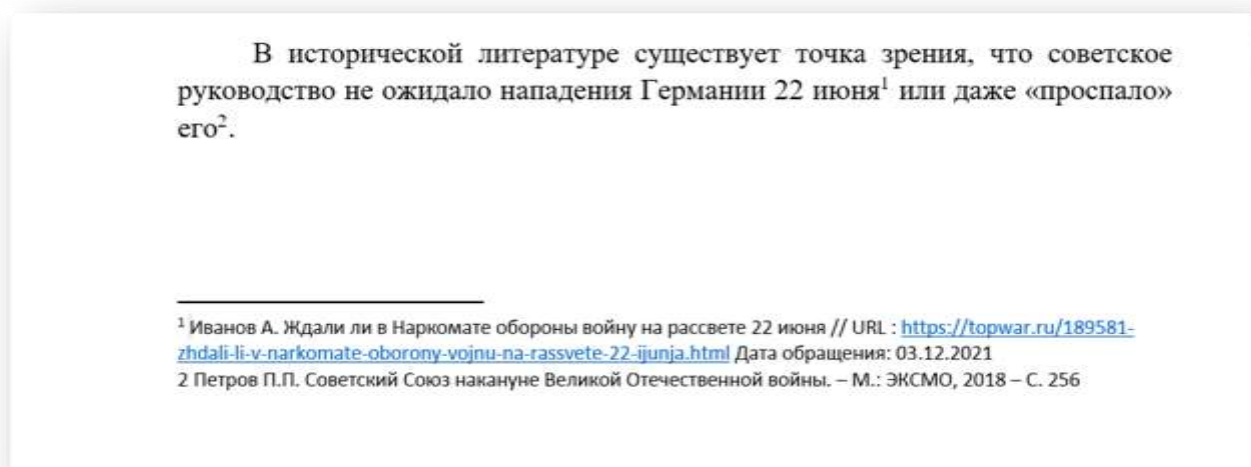 В исторической литературе существует точка зрения, что советское
руководство не ожидало нападения Германии 22 июня¹ или даже «проспало»
его².
¹ Иванов А. Ждали ли в Наркомате обороны войну на рассвете 22 июня // URL : https://topwar.ru/189581-
zhdali-li-v-narkomate-oborony-vojnu-na-rassvete-22-ijunja.html Дата обращения: 03.12.2021
2 Петров П.П. Советский Союз накануне Великой Отечественной войны. – М.: ЭКСМО, 2018 – С. 256